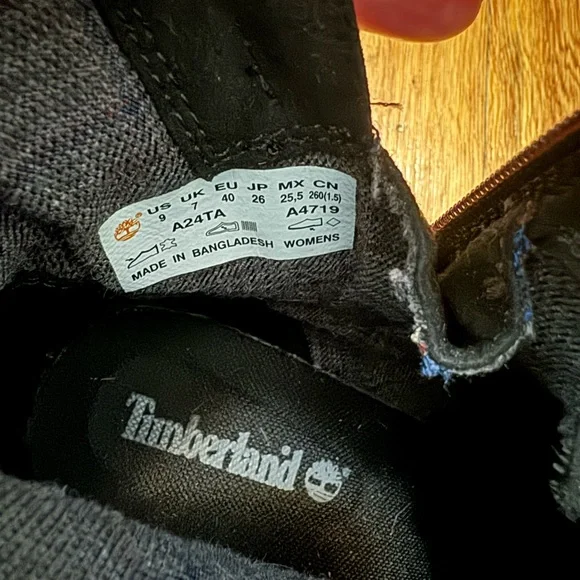 US UK EU JP MX CN
9 7 40 26 25,5 260(1.5)
A24TA A4719
MADE IN BANGLADESH WOMENS
Timberland